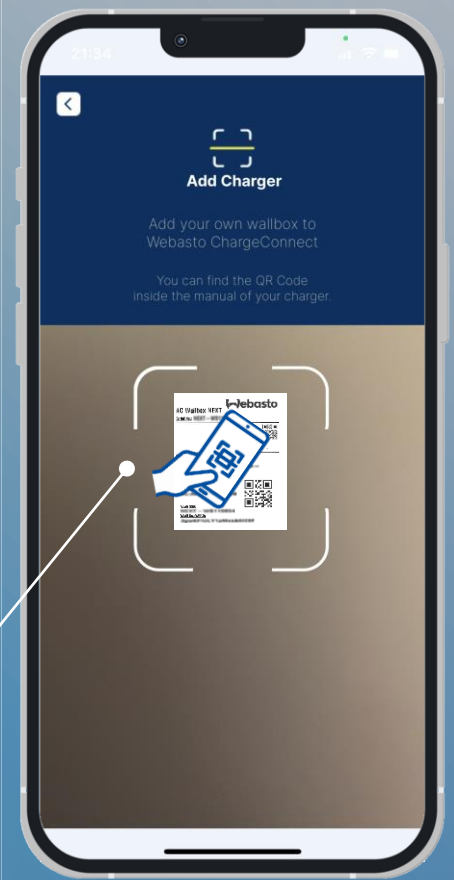 21:34
Add Charger
Add your own wallbox to
Webasto ChargeConnect
You can find the QR Code
inside the manual of your charger.
Webasto
AC Wallbox NEXT